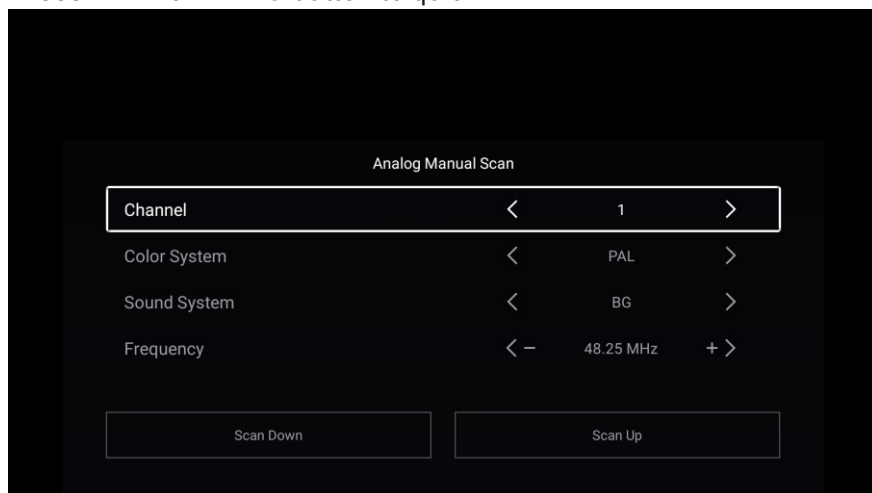 Analog Manual Scan
Channel < 1 >
Color System < PAL >
Sound System < BG >
Frequency < − 48.25 MHz + >
Scan Down Scan Up